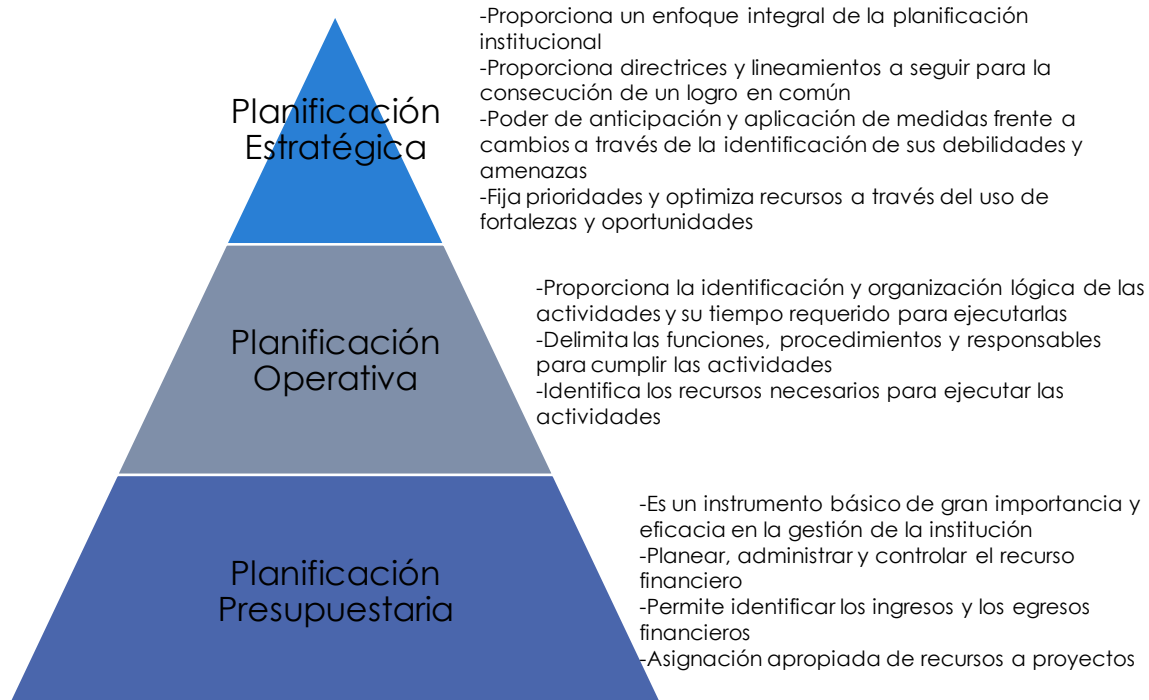 Planificación
Estratégica
-Proporciona un enfoque integral de la planificación
institucional
-Proporciona directrices y lineamientos a seguir para la
consecución de un logro en común
-Poder de anticipación y aplicación de medidas frente a
cambios a través de la identificación de sus debilidades y
amenazas
-Fija prioridades y optimiza recursos a través del uso de
fortalezas y oportunidades
Planificación
Operativa
-Proporciona la identificación y organización lógica de las
actividades y su tiempo requerido para ejecutarlas
-Delimita las funciones, procedimientos y responsables
para cumplir las actividades
-Identifica los recursos necesarios para ejecutar las
actividades
Planificación
Presupuestaria
-Es un instrumento básico de gran importancia y
eficacia en la gestión de la institución
-Planear, administrar y controlar el recurso
financiero
-Permite identificar los ingresos y los egresos
financieros
-Asignación apropiada de recursos a proyectos